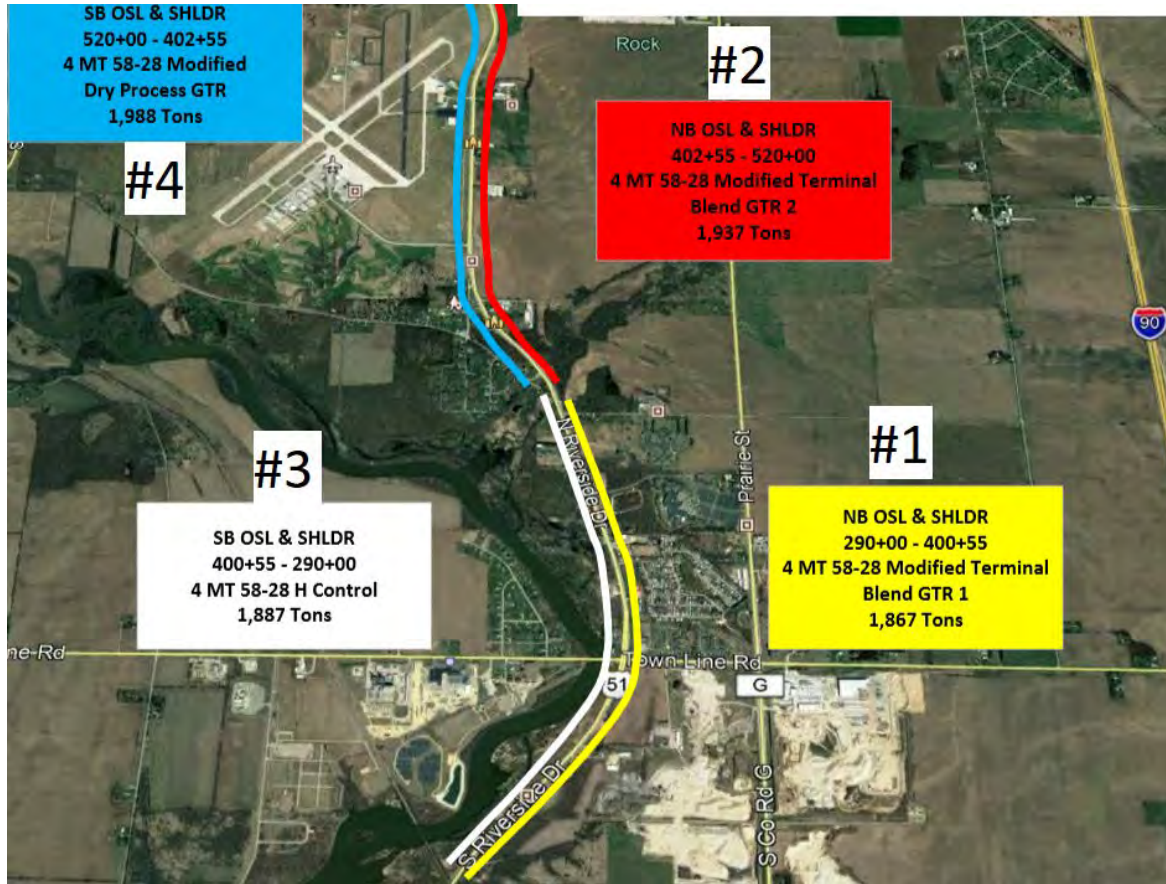 SB OSL & SHLDR
520+00 - 402+55
4 MT 58-28 Modified
Dry Process GTR
1,988 Tons
#4
Rock
#2
NB OSL & SHLDR
402+55 - 520+00
4 MT 58-28 Modified Terminal
Blend GTR 2
1,937 Tons
90
N Riverside Dr
Prairie St
#3
SB OSL & SHLDR
400+55 - 290+00
4 MT 58-28 H Control
1,887 Tons
#1
NB OSL & SHLDR
290+00 - 400+55
4 MT 58-28 Modified Terminal
Blend GTR 1
1,867 Tons
ne Rd
Town Line Rd
51
G
S Riverside Dr
S Co Rd G